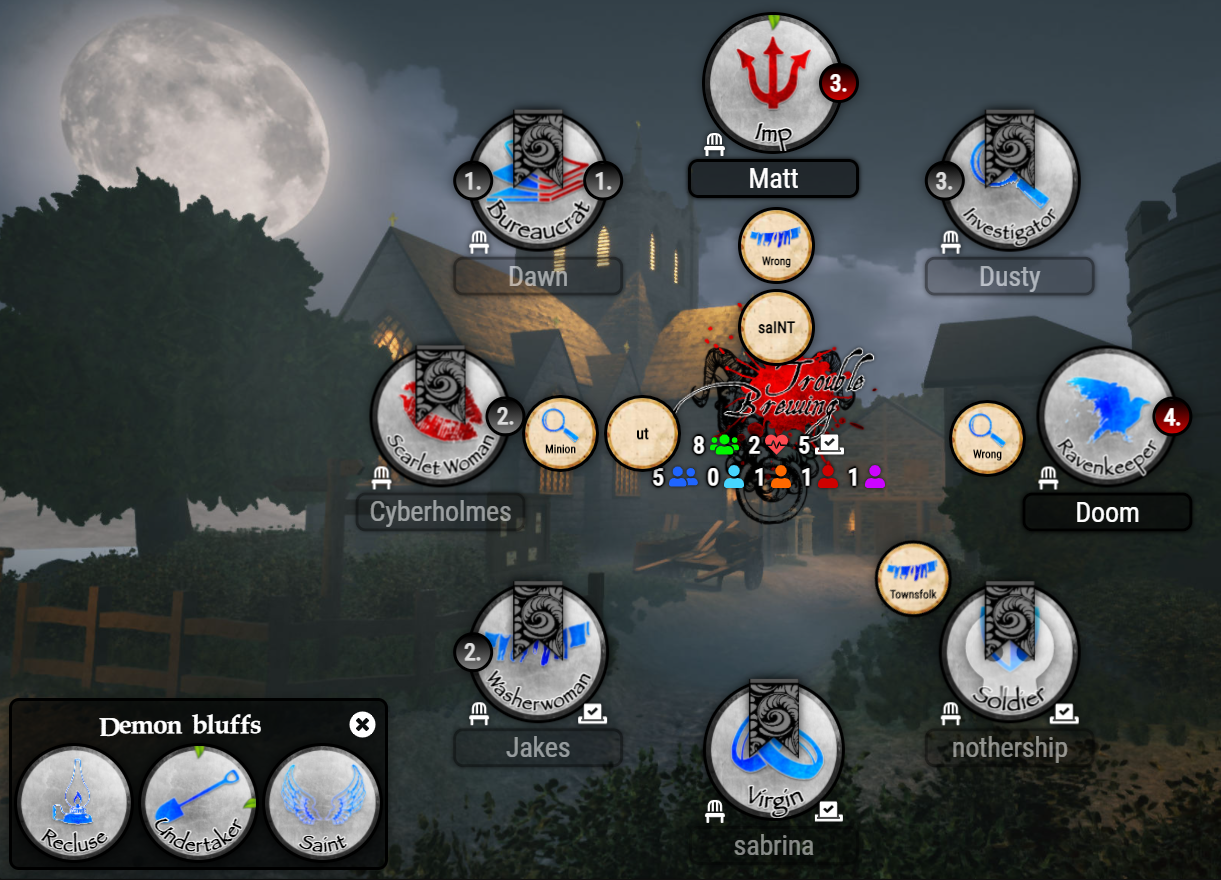 Imp
3.
Matt
Bureaucrat
1.
1.
Dawn
Investigator
3.
Dusty
Wrong
saINT
Trouble
Brewing
8 2 5
5 0 1 1 1
Scarlet Woman
2.
Cyberholmes
Minion
ut
Wrong
Ravenkeeper
4.
Doom
Townsfolk
Soldier
nothership
Washerwoman
2.
Jakes
Virgin
sabrina
Demon bluffs
Recluse
Undertaker
Saint